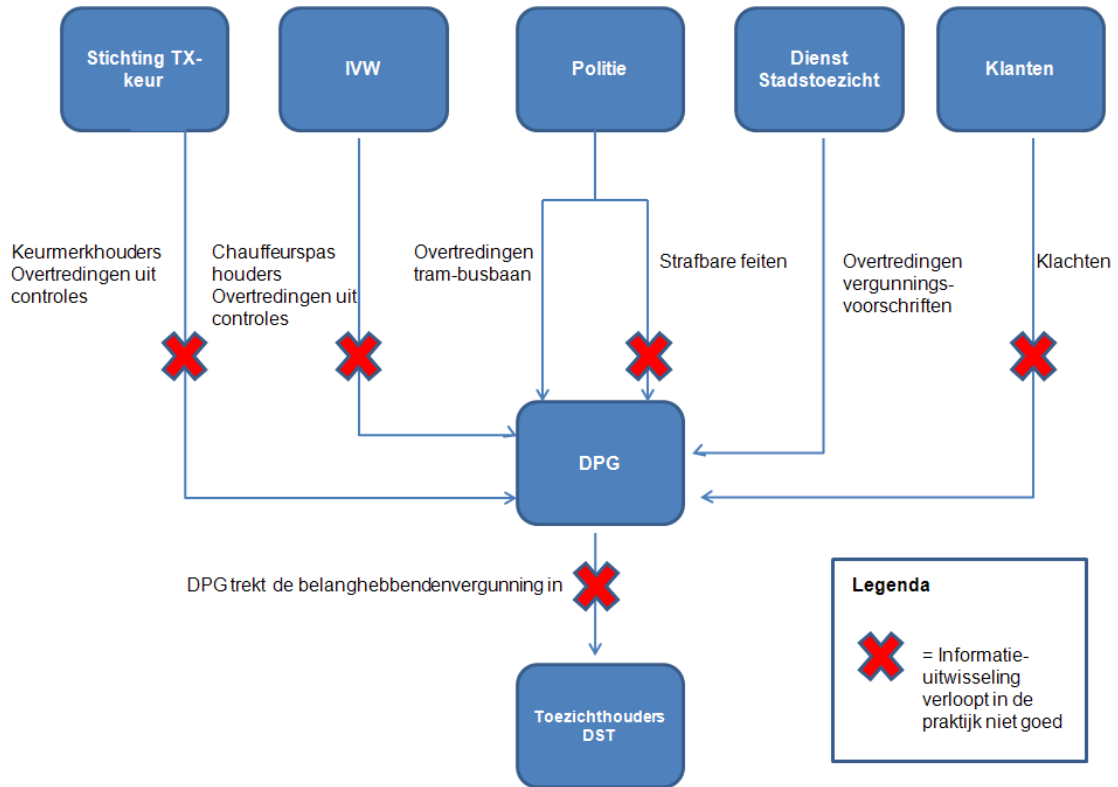 Stichting TX-
keur
IVW
Politie
Dienst
Stadstoezicht
Klanten
Keurmerkhouders
Overtredingen uit
controles
Chauffeurspas
houders
Overtredingen uit
controles
Overtredingen
tram-busbaan
Strafbare feiten
Overtredingen
vergunnings-
voorschriften
Klachten
DPG
DPG trekt de belanghebbendenvergunning in
Toezichthouders
DST
Legenda
= Informatie-
uitwisseling
verloopt in de
praktijk niet goed